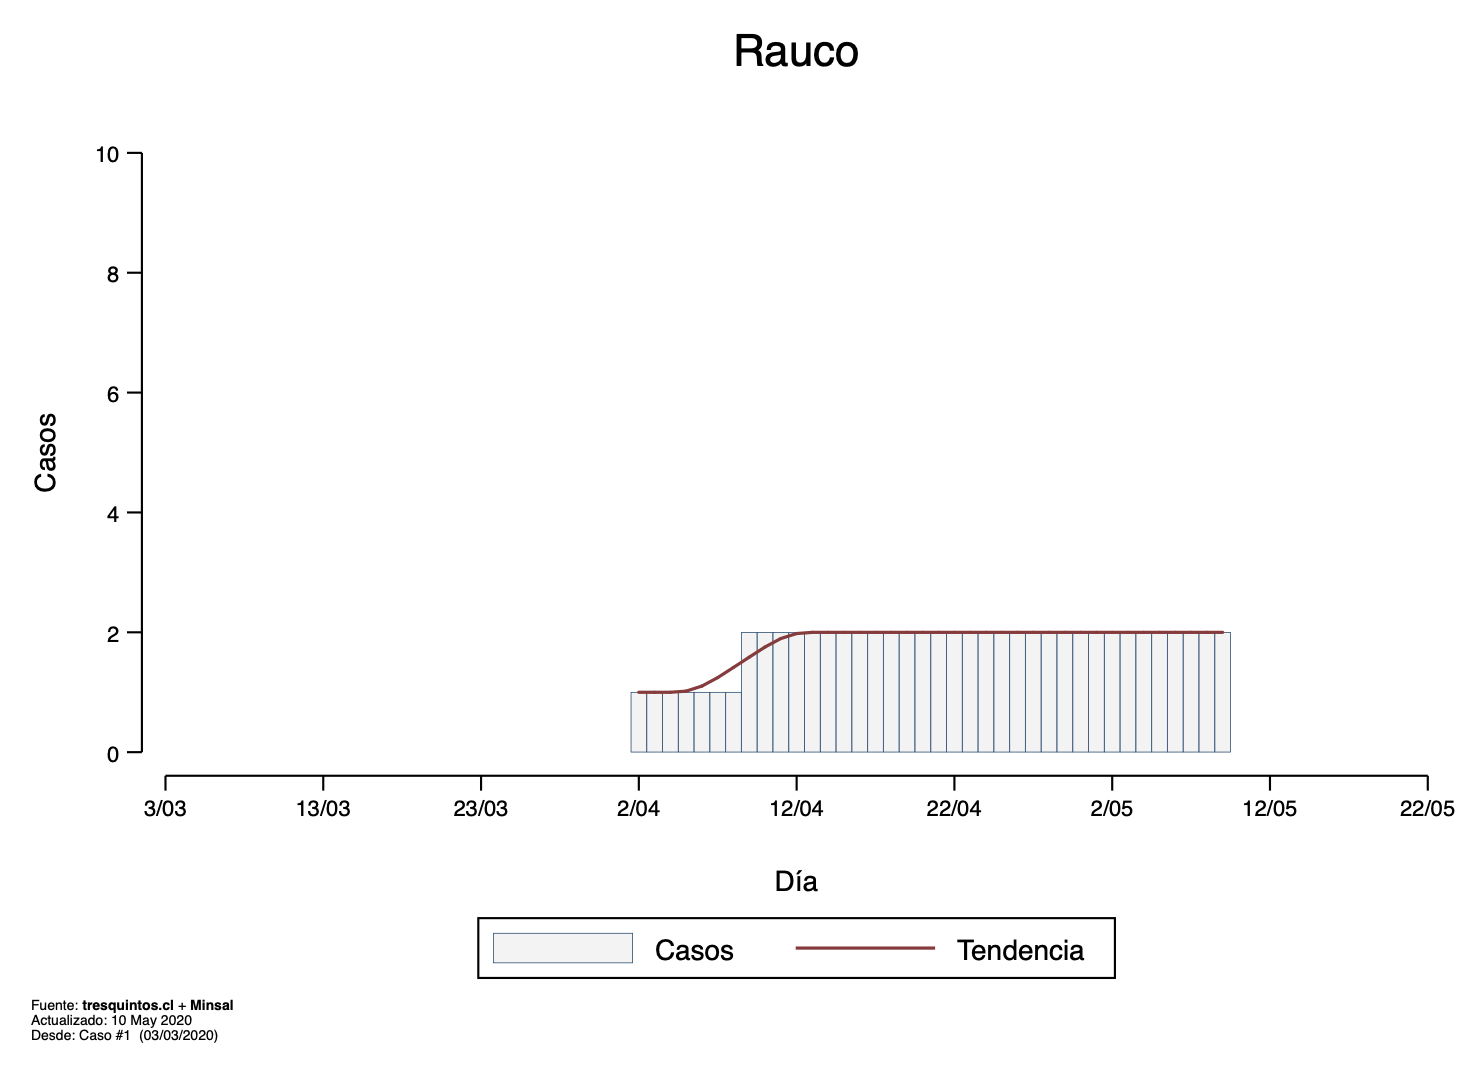 Rauco
10
8
6
4
2
0
Casos
3/03 13/03 23/03 2/04 12/04 22/04 2/05 12/05 22/05
Día
Casos Tendencia
Fuente: tresquintos.cl + Minsal
Actualizado: 10 May 2020
Desde: Caso #1 (03/03/2020)